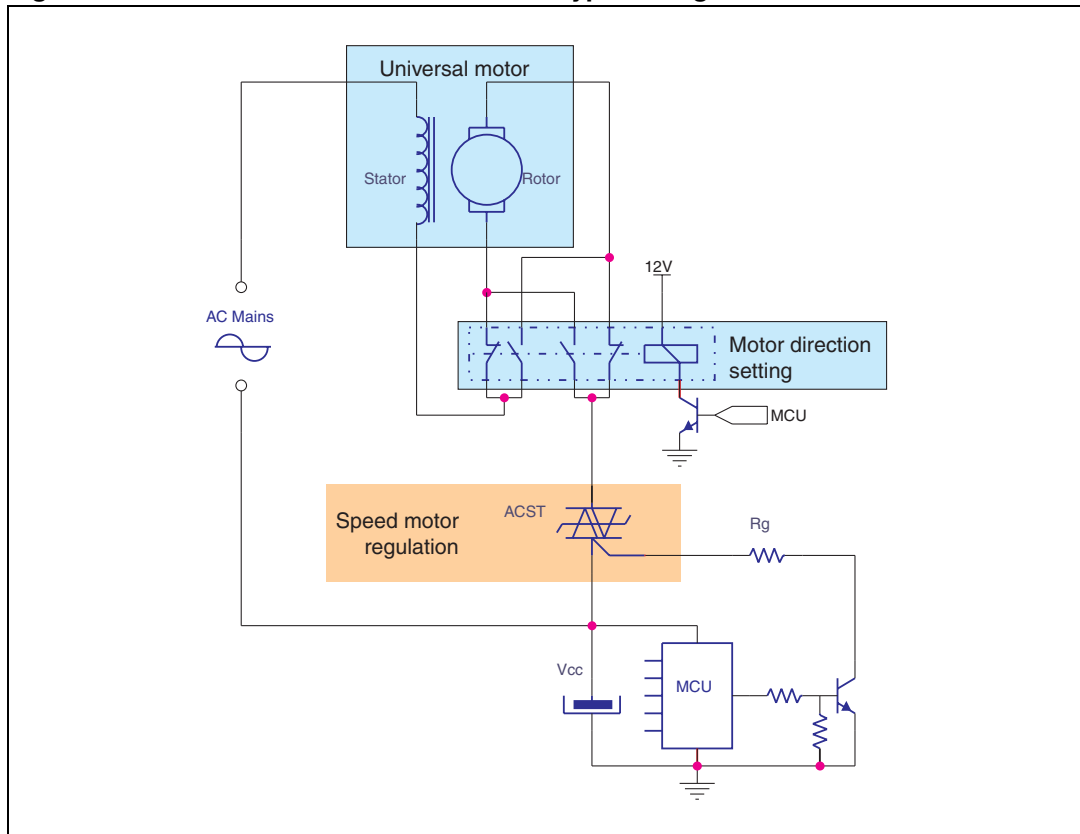 Universal motor
Stator
Rotor
12V
AC Mains
Motor direction
setting
MCU
ACST
Speed motor
regulation
Rg
Vcc
MCU